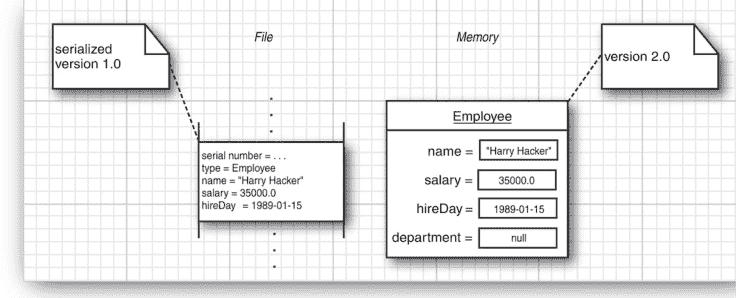 serialized
version 1.0
File
Memory
version 2.0
serial number = . . .
type = Employee
name = "Harry Hacker"
salary = 35000.0
hireDay = 1989-01-15
Employee
name = "Harry Hacker"
salary = 35000.0
hireDay = 1989-01-15
department = null